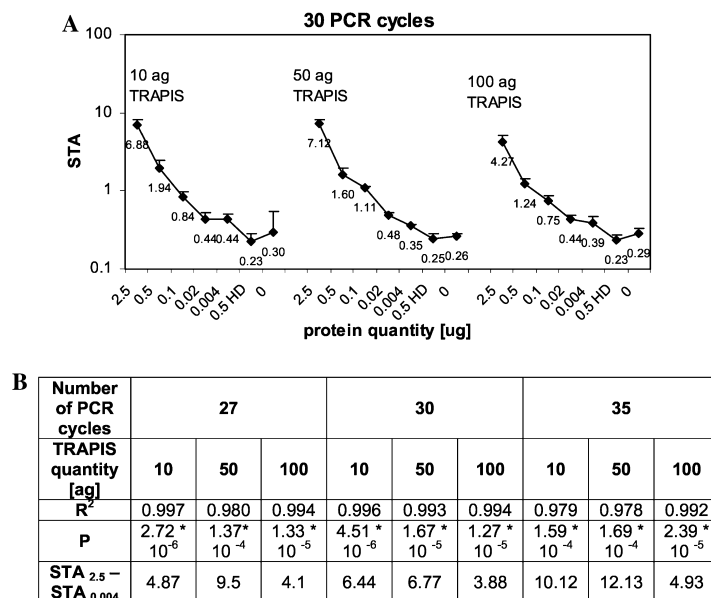 A
30 PCR cycles
100
10
1
0.1
STA
10 ag
TRAPIS
50 ag
TRAPIS
100 ag
TRAPIS
6.88
1.94
0.84
0.44
0.44
0.23
0.30
7.12
1.60
1.11
0.48
0.35
0.25
0.26
4.27
1.24
0.75
0.44
0.39
0.23
0.29
2.5 0.5 0.1 0.02 0.004 0.5 HD 0 2.5 0.5 0.1 0.02 0.004 0.5 HD 0 2.5 0.5 0.1 0.02 0.004 0.5 HD 0
protein quantity [ug]
B
Number of PCR cycles 27 30 35
TRAPIS quantity [ag] 10 50 100 10 50 100 10 50 100
R2 0.997 0.980 0.994 0.996 0.993 0.994 0.979 0.978 0.992
P 2.72 * 10-6 1.37* 10-4 1.33 * 10-5 4.51 * 10-6 1.67 * 10-5 1.27 * 10-5 1.59 * 10-4 1.69 * 10-4 2.39 * 10-5
STA 2.5 – STA 0.004 4.87 9.5 4.1 6.44 6.77 3.88 10.12 12.13 4.93